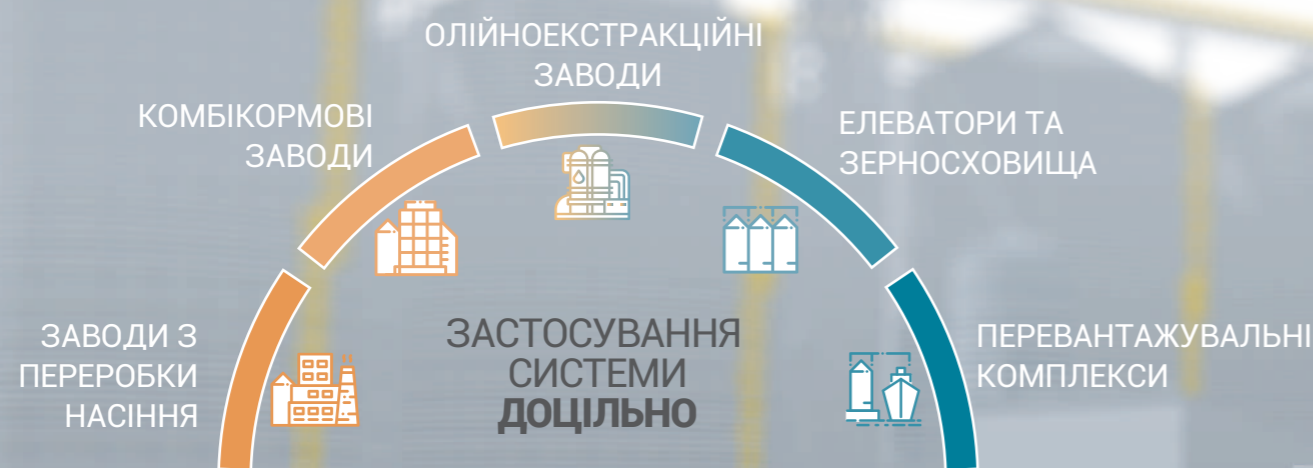 ОЛІЙНОЕКСТРАКЦІЙНІ
ЗАВОДИ
КОМБІКОРМОВІ
ЗАВОДИ
ЕЛЕВАТОРИ ТА
ЗЕРНОСХОВИЩА
ЗАВОДИ З
ПЕРЕРОБКИ
НАСІННЯ
ЗАСТОСУВАННЯ
СИСТЕМИ
ДОЦІЛЬНО
ПЕРЕВАНТАЖУВАЛЬНІ
КОМПЛЕКСИ